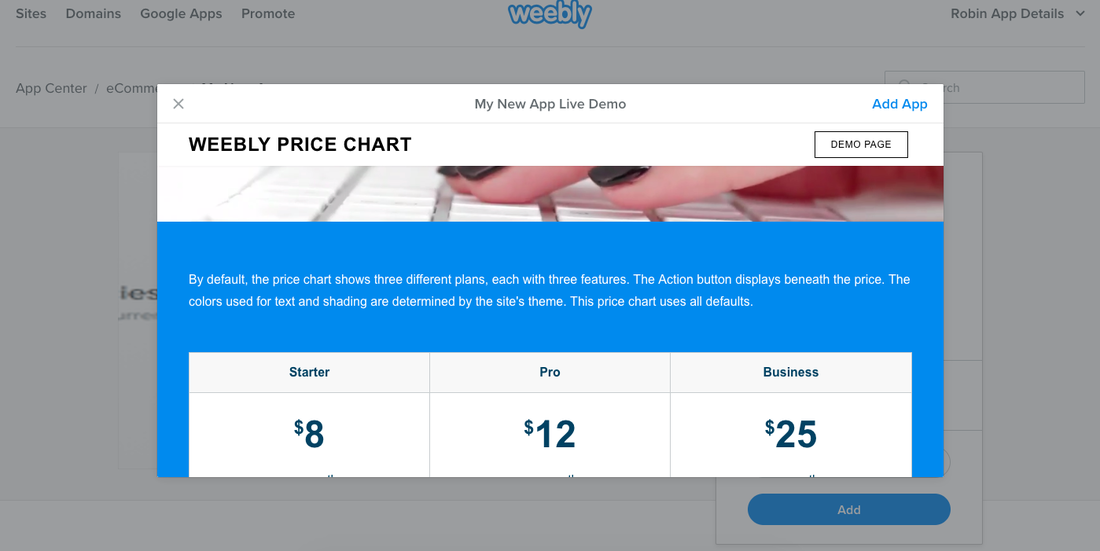 Sites Domains Google Apps Promote weebly Robin App Details
App Center / eComme
My New App Live Demo Add App
WEEBLY PRICE CHART DEMO PAGE
By default, the price chart shows three different plans, each with three features. The Action button displays beneath the price. The
colors used for text and shading are determined by the site's theme. This price chart uses all defaults.
Starter Pro Business
$8 $12 $25
Add